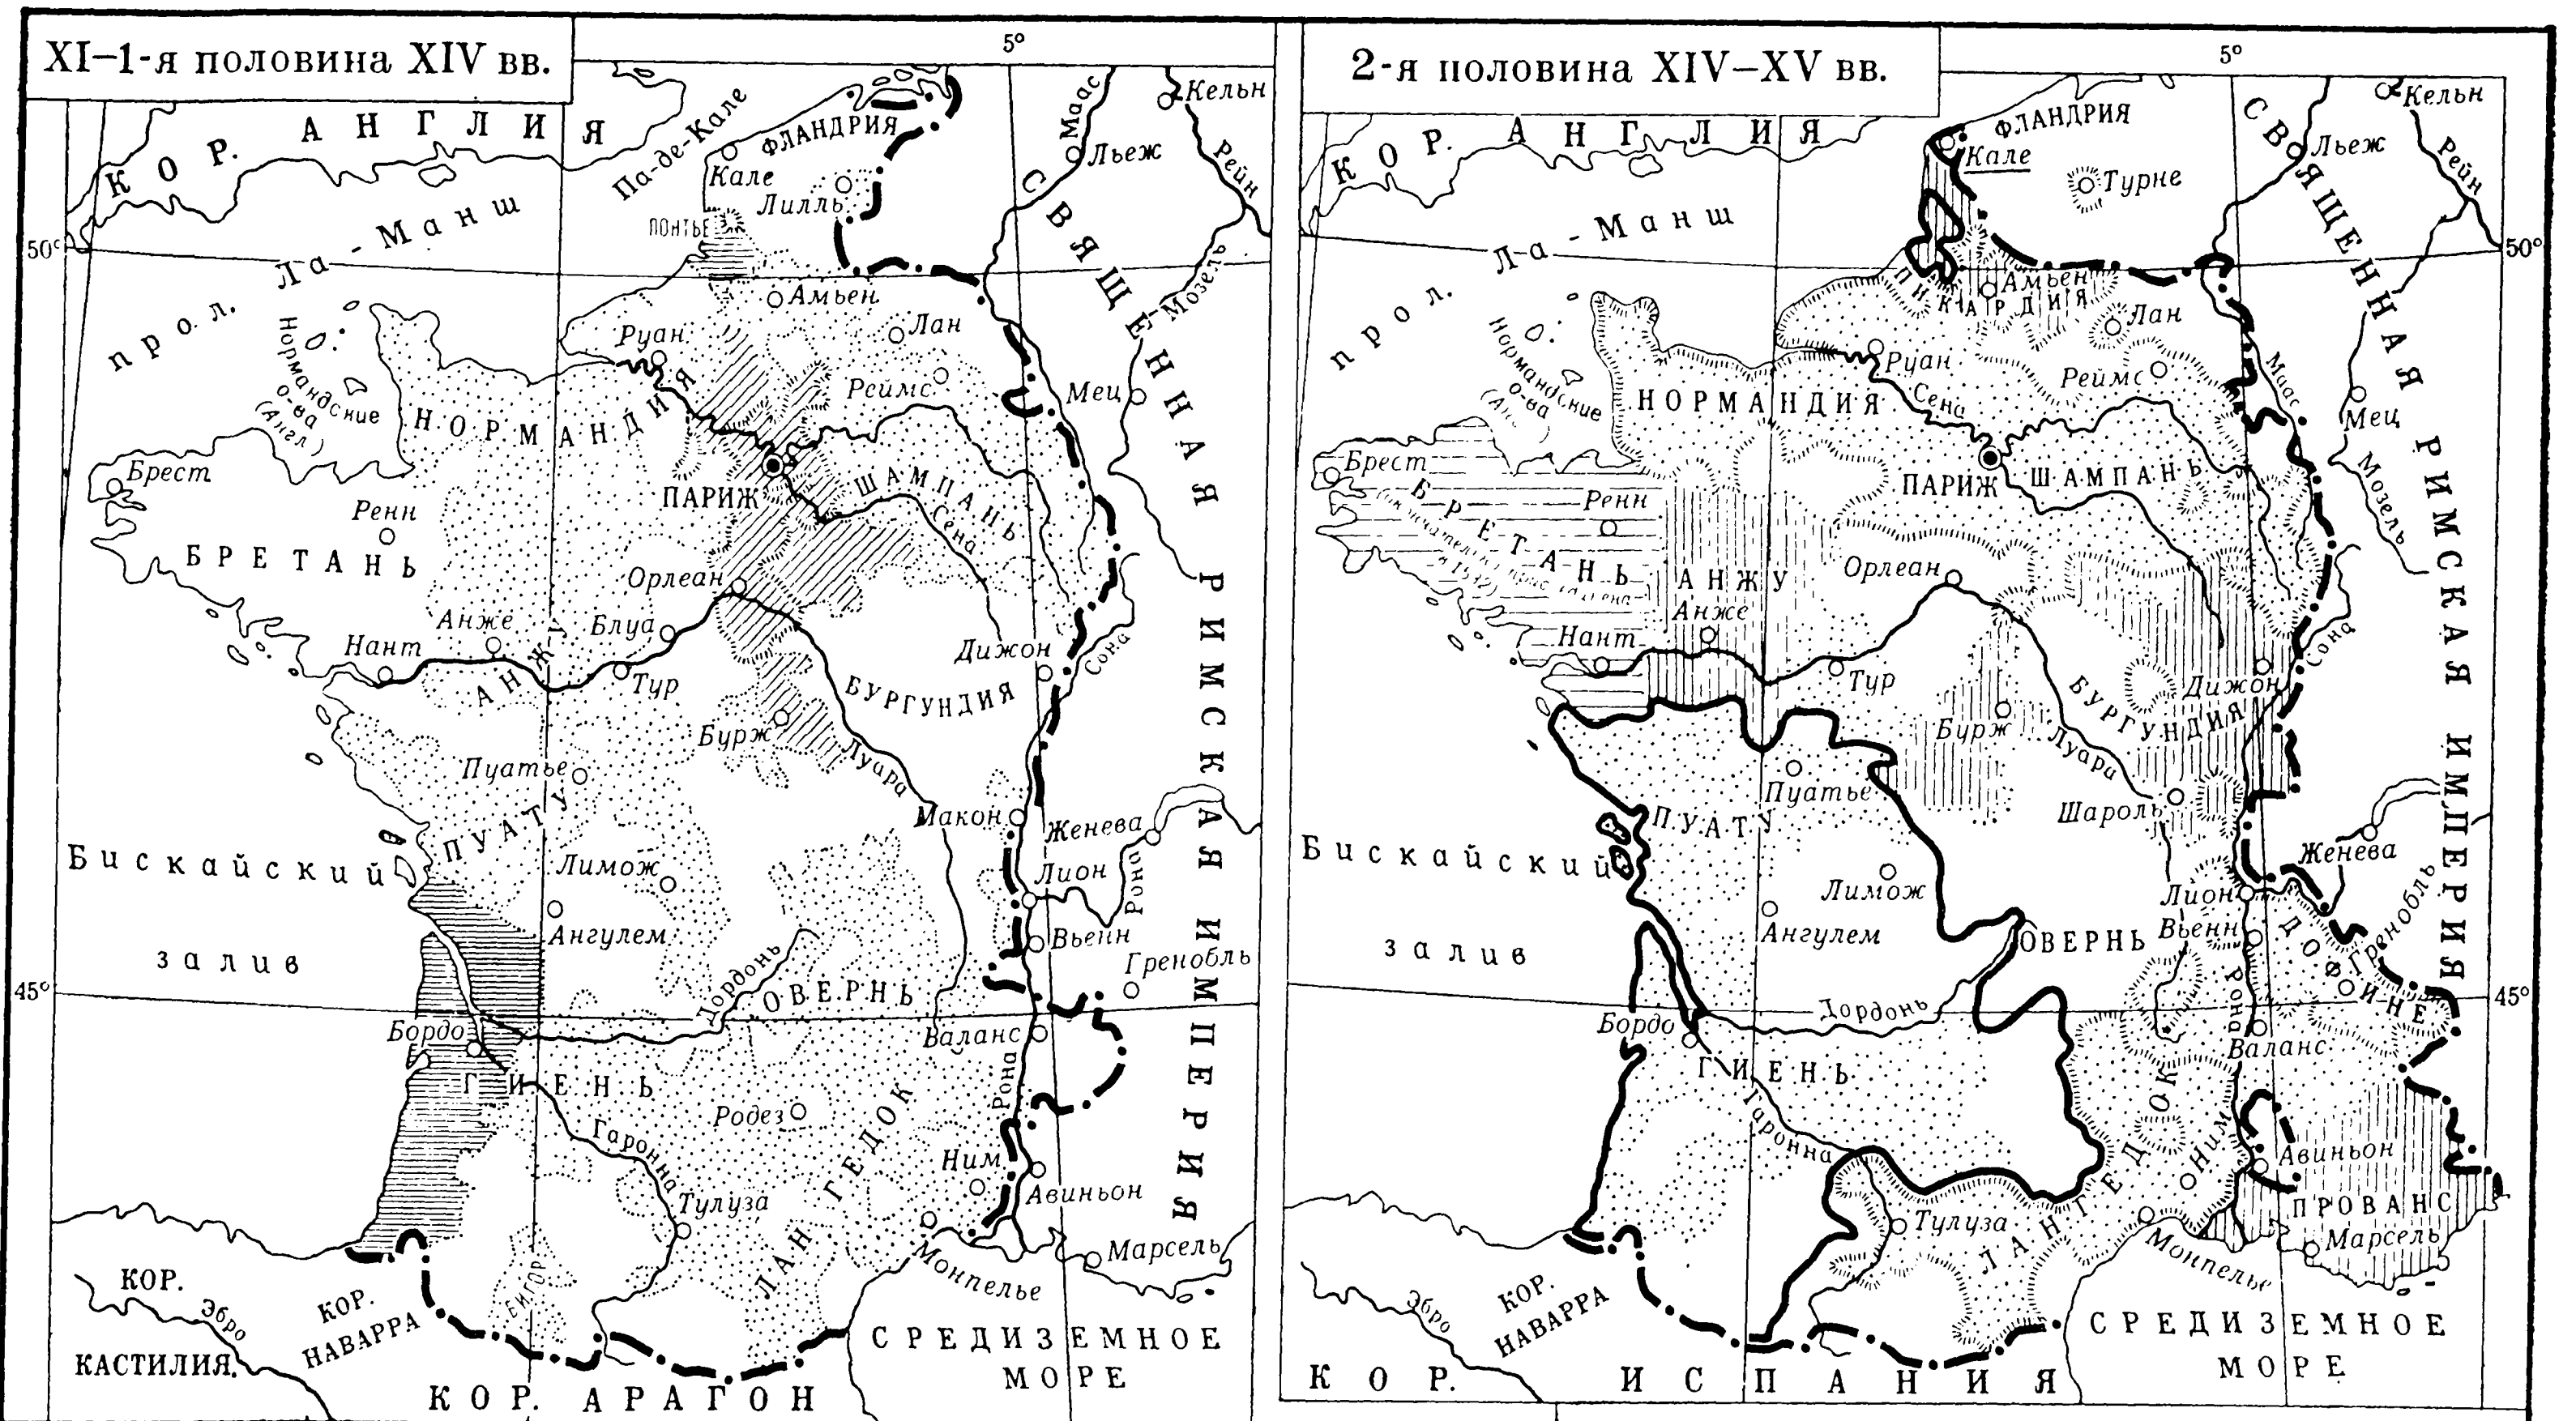 XI–1-я половина XIV вв.
5°
КОР. АНГЛИЯ
Па-де-Кале
ФЛАНДРИЯ
Маас
Кельн
Кале
Льеж
Рейн
Лилль
ПОНТЬЕ
прол. Ла-Манш
50°
СВЯЩЕННАЯ РИМСКАЯ ИМПЕРИЯ
Мозель
Амьен
Руан
Лан
Нормандские
о-ва
(Англ)
Реймс
Мец
НОРМАНДИЯ
Брест
ПАРИЖ
ШАМПАНЬ
Ренн
Сена
БРЕТАНЬ
Орлеан
Анже
Блуа
Нант
АНЖУ
Тур
Дижон
Сона
БУРГУНДИЯ
Бурж
Луара
Пуатье
ПУАТУ
Макон
Женева
Бискайский
залив
Лимож
Лион
Рона
Ангулем
Вьенн
Гренобль
Дордонь
ОВЕРНЬ
45°
Бордо
Валанс
ГИЕНЬ
Рона
Родез
Гаронна
ЛАНГЕДОК
Ним
Авиньон
Тулуза
Монпелье
Марсель
БИГОР
КОР.
КАСТИЛИЯ.
Эбро
КОР.
НАВАРРА
КОР. АРАГОН
СРЕДИЗЕМНОЕ
МОРЕ
2-я половина XIV–XV вв.
5°
КОР. АНГЛИЯ
ФЛАНДРИЯ
Кельн
Кале
Турне
Льеж
Рейн
прол. Ла-Манш
50°
СВЯЩЕННАЯ РИМСКАЯ ИМПЕРИЯ
Амьен
ПИКАРДИЯ
Лан
Нормандские
о-ва
Руан
Реймс
Маас
НОРМАНДИЯ
Сена
Мец
Брест
ПАРИЖ
ШАМПАНЬ
Мозель
Ренн
БРЕТАНЬ
АНЖУ
Орлеан
Анже
Нант
Тур
Сона
Дижон
БУРГУНДИЯ
Бурж
Луара
Пуатье
ПУАТУ
Шароль
Бискайский
залив
Женева
Лимож
Лион
Ангулем
ОВЕРНЬ
Вьенн
ДОФИНЕ
Гренобль
45°
Бордо
Дордонь
Рона
Валанс
ГИЕНЬ
Гаронна
ЛАНГЕДОК
Ним
Авиньон
ПРОВАНС
Тулуза
Марсель
Монпелье
Эбро
КОР.
НАВАРРА
КОР. ИСПАНИЯ
СРЕДИЗЕМНОЕ
МОРЕ